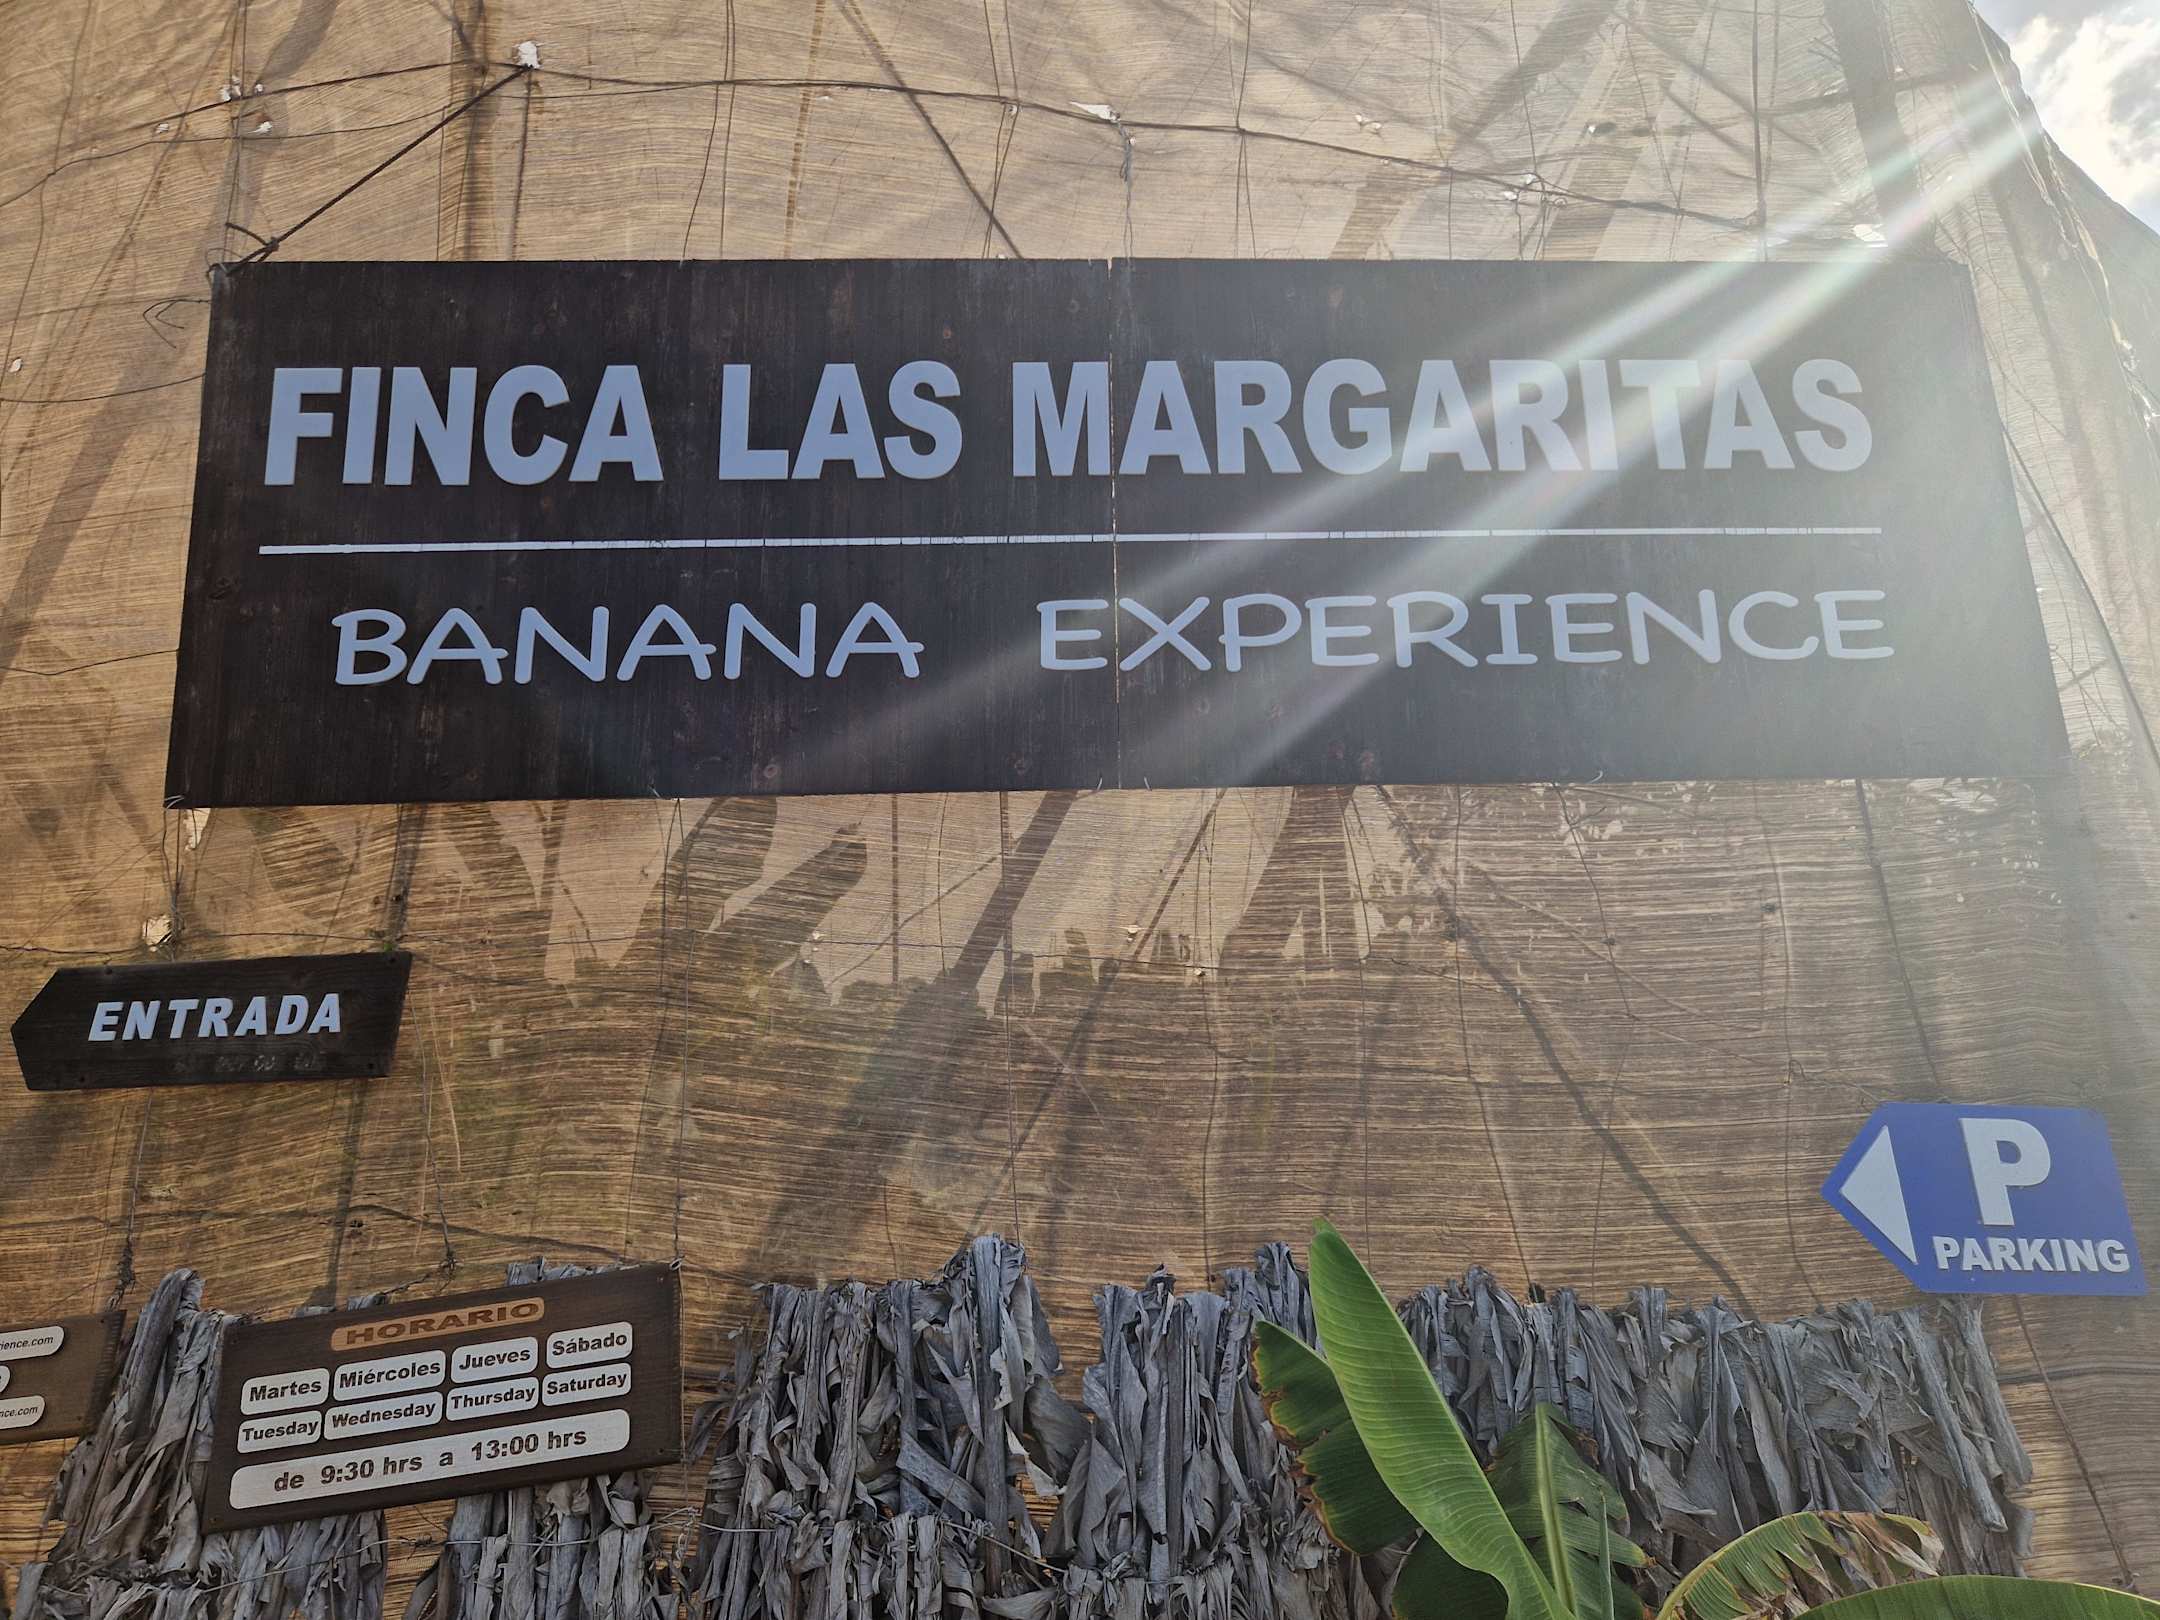 FINCA LAS MARGARITAS
BANANA EXPERIENCE
ENTRADA
P
PARKING
HORARIO
Martes Miércoles Jueves Sábado
Tuesday Wednesday Thursday Saturday
de 9:30 hrs a 13:00 hrs